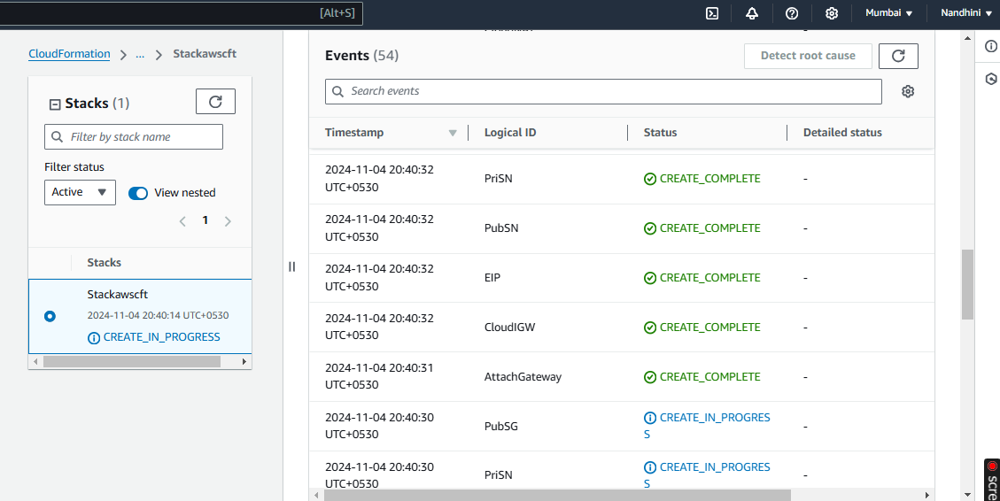 [Alt+S]
Mumbai ▼
Nandhini ▼
CloudFormation > ... > Stackawscft
Stacks (1)
Filter by stack name
Filter status
Active ▼
View nested
< 1 >
Stacks
Stackawscft
2024-11-04 20:40:14 UTC+0530
CREATE_IN_PROGRESS
Events (54)
Detect root cause
Search events
Timestamp Logical ID Status Detailed status
2024-11-04 20:40:32
UTC+0530
PriSN
CREATE_COMPLETE
-
2024-11-04 20:40:32
UTC+0530
PubSN
CREATE_COMPLETE
-
2024-11-04 20:40:32
UTC+0530
EIP
CREATE_COMPLETE
-
2024-11-04 20:40:32
UTC+0530
CloudIGW
CREATE_COMPLETE
-
2024-11-04 20:40:31
UTC+0530
AttachGateway
CREATE_COMPLETE
-
2024-11-04 20:40:30
UTC+0530
PubSG
CREATE_IN_PROGRES
S
-
2024-11-04 20:40:30
UTC+0530
PriSN
CREATE_IN_PROGRES
S
-
scre